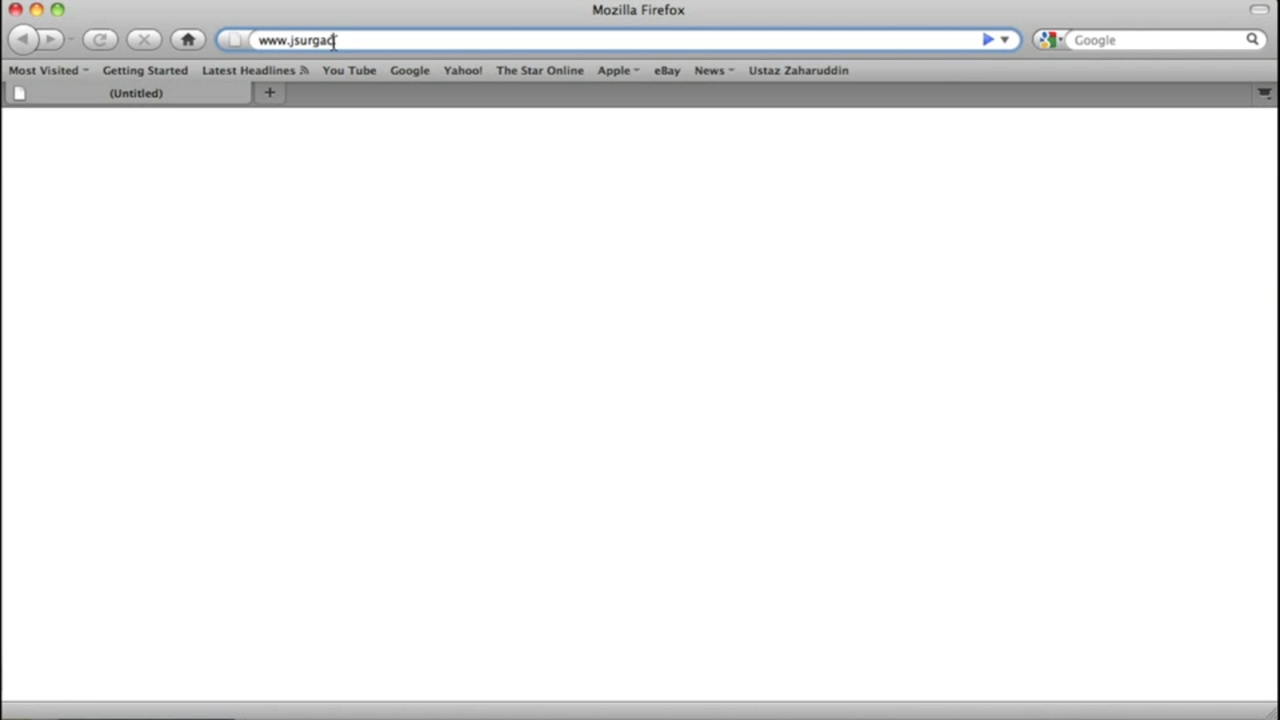 Mozilla Firefox
www.jsurgac
Google
Most Visited Getting Started Latest Headlines You Tube Google Yahoo! The Star Online Apple eBay News Ustaz Zaharuddin
(Untitled)